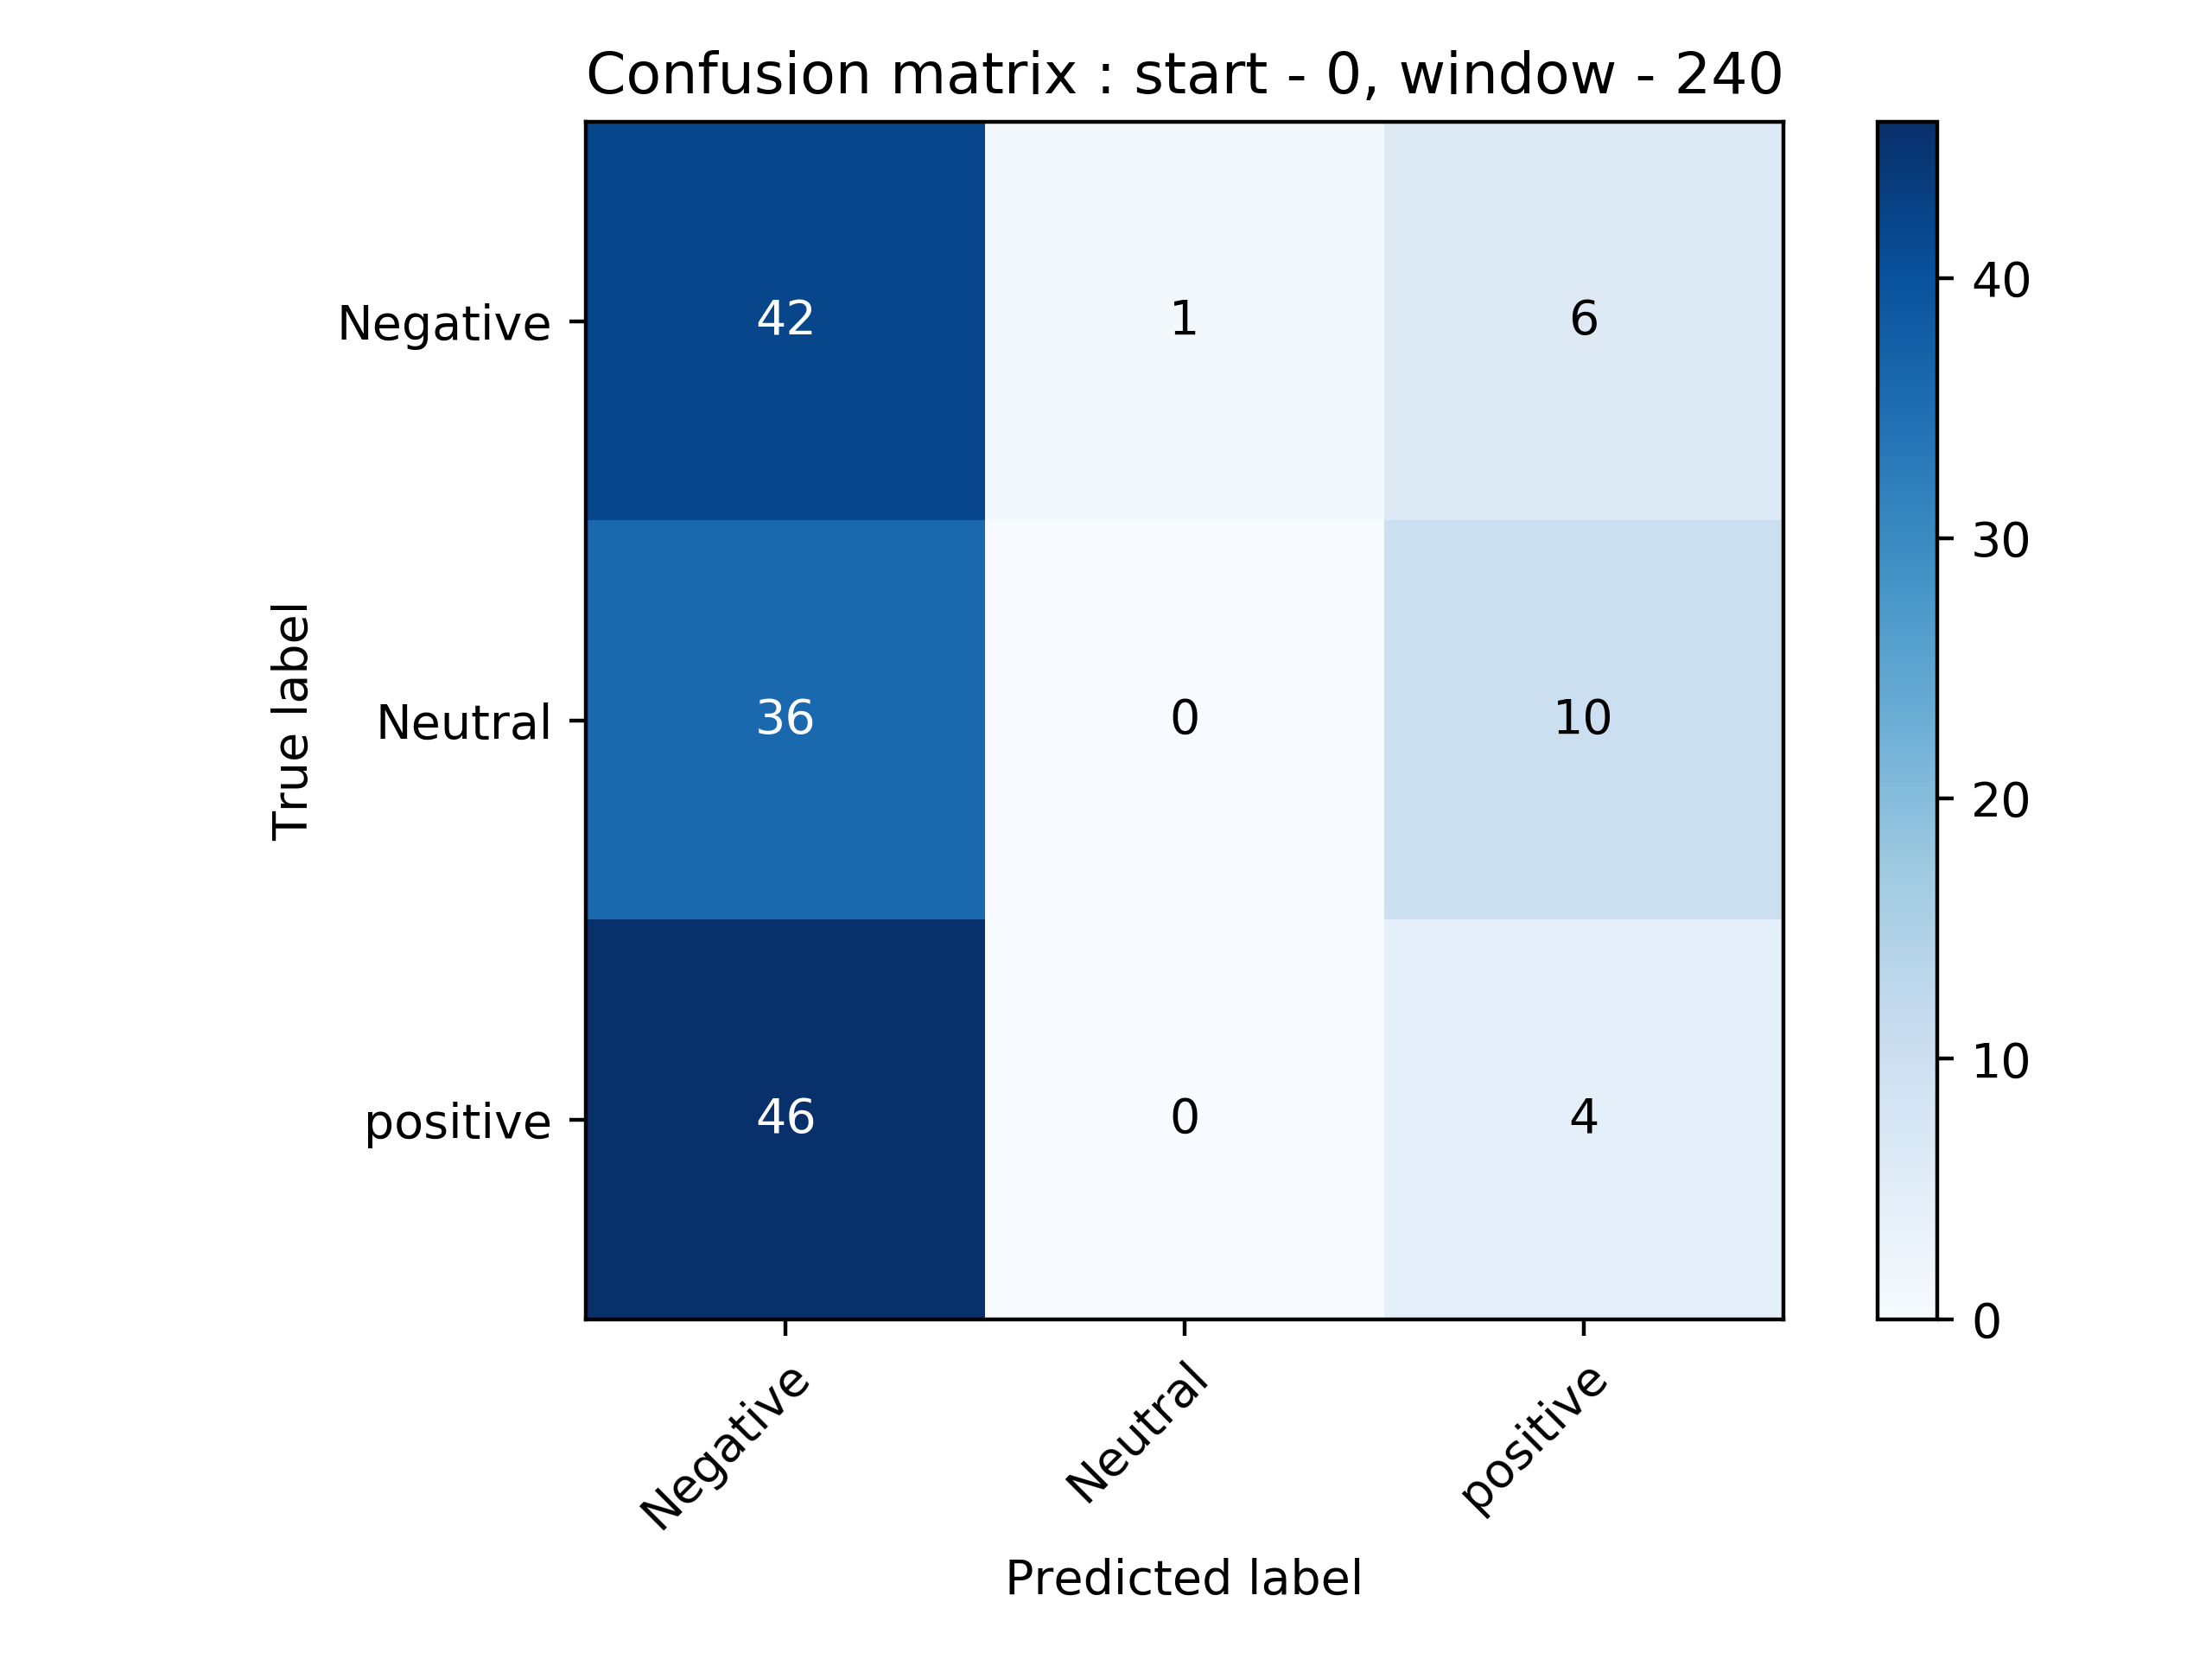 Confusion matrix : start - 0, window - 240
Negative 42 1 6
Neutral 36 0 10
positive 46 0 4
True label
Negative Neutral positive
Predicted label
40
30
20
10
0